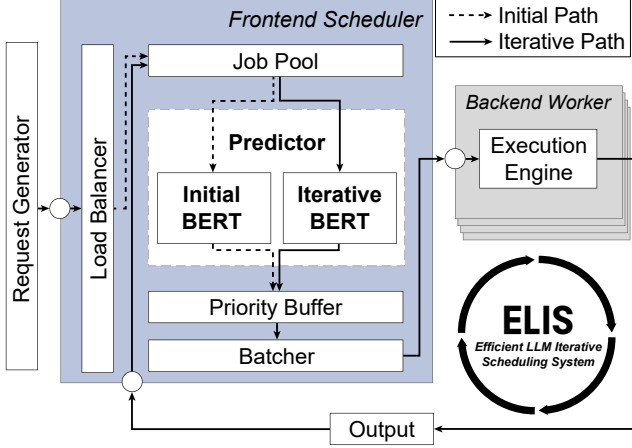 Frontend Scheduler
Initial Path
Iterative Path
Request Generator
Load Balancer
Job Pool
Predictor
Initial
BERT
Iterative
BERT
Priority Buffer
Batcher
Backend Worker
Execution
Engine
ELIS
Efficient LLM Iterative
Scheduling System
Output